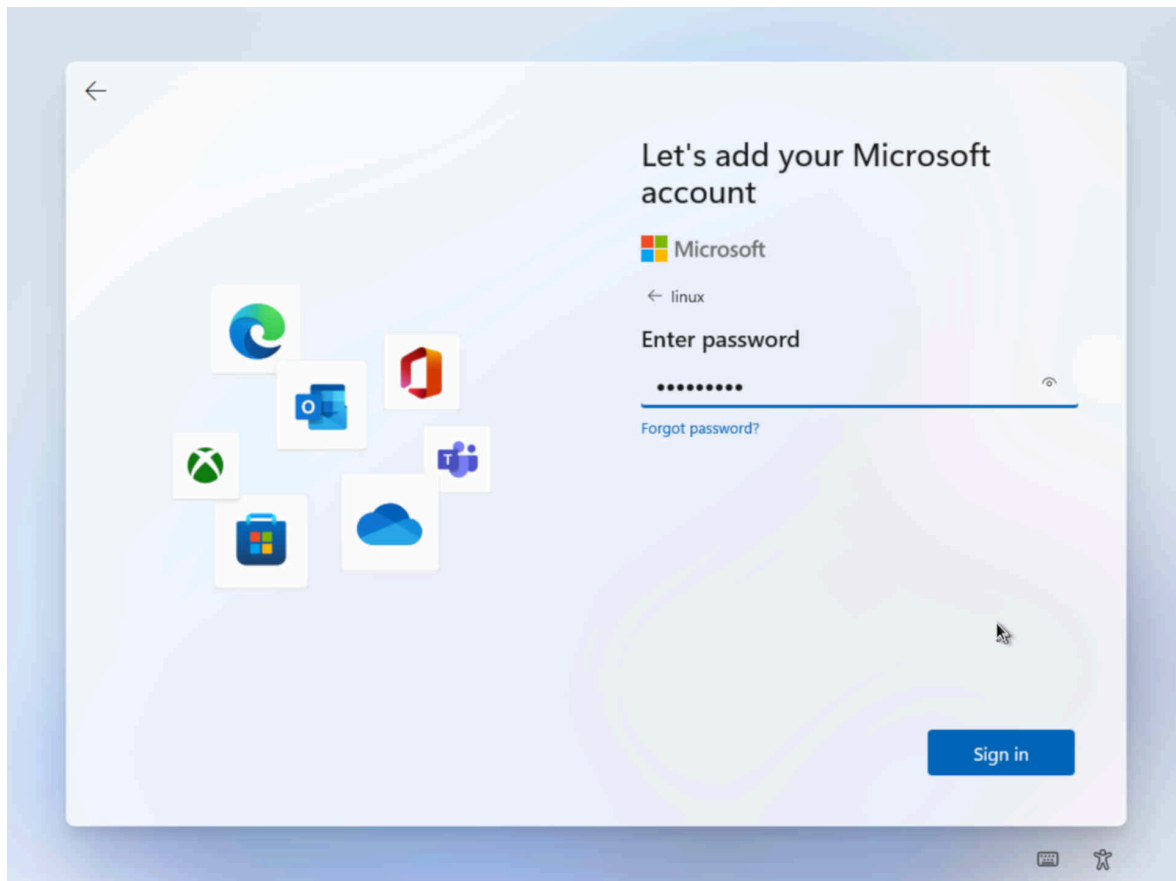 Let's add your Microsoft
account
Microsoft
← linux
Enter password
•••••••••
Forgot password?
Sign in